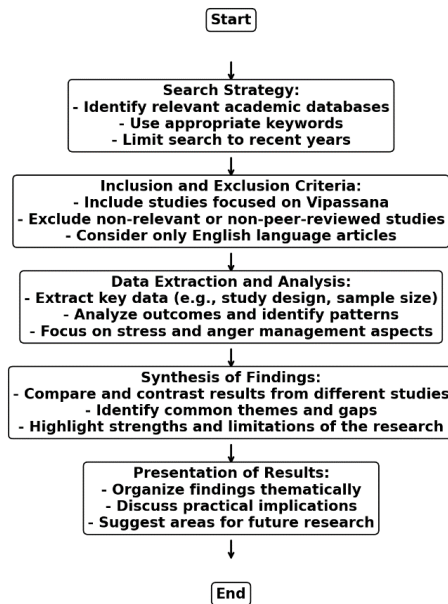 Start
Search Strategy:
- Identify relevant academic databases
- Use appropriate keywords
- Limit search to recent years
Inclusion and Exclusion Criteria:
- Include studies focused on Vipassana
- Exclude non-relevant or non-peer-reviewed studies
- Consider only English language articles
Data Extraction and Analysis:
- Extract key data (e.g., study design, sample size)
- Analyze outcomes and identify patterns
- Focus on stress and anger management aspects
Synthesis of Findings:
- Compare and contrast results from different studies
- Identify common themes and gaps
- Highlight strengths and limitations of the research
Presentation of Results:
- Organize findings thematically
- Discuss practical implications
- Suggest areas for future research
End